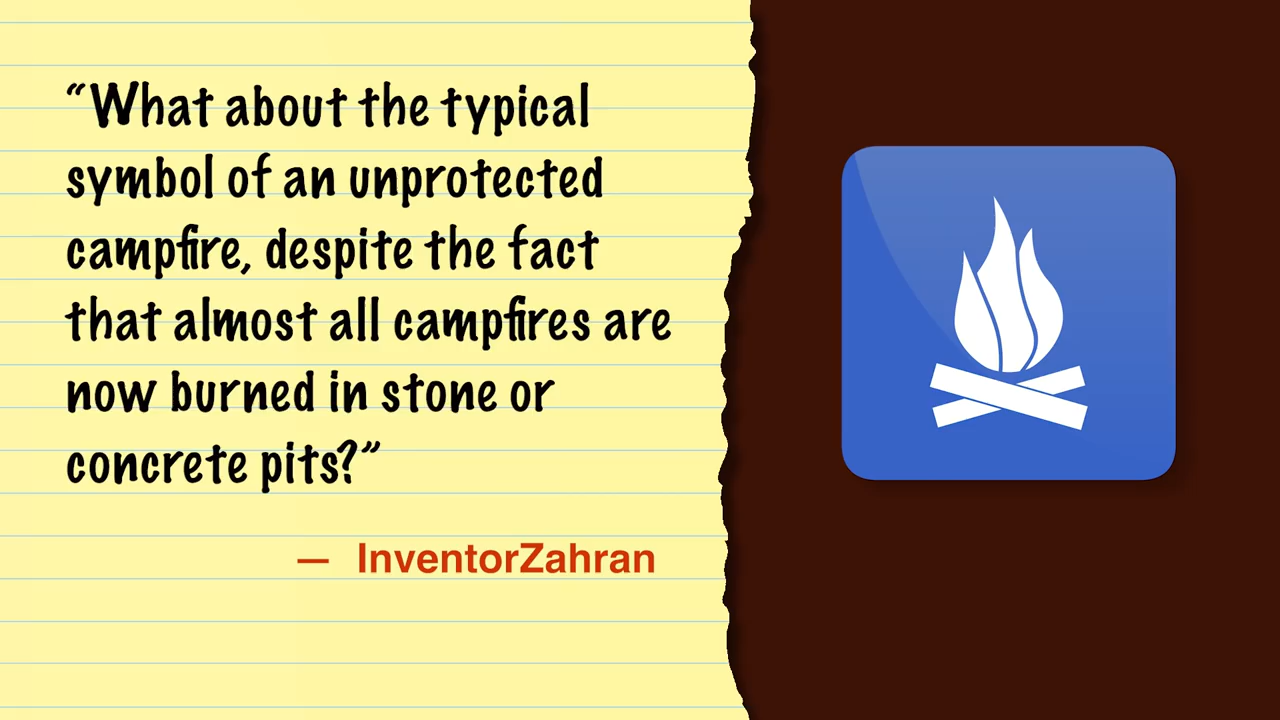 “What about the typical
symbol of an unprotected
campfire, despite the fact
that almost all campfires are
now burned in stone or
concrete pits?”
— InventorZahran